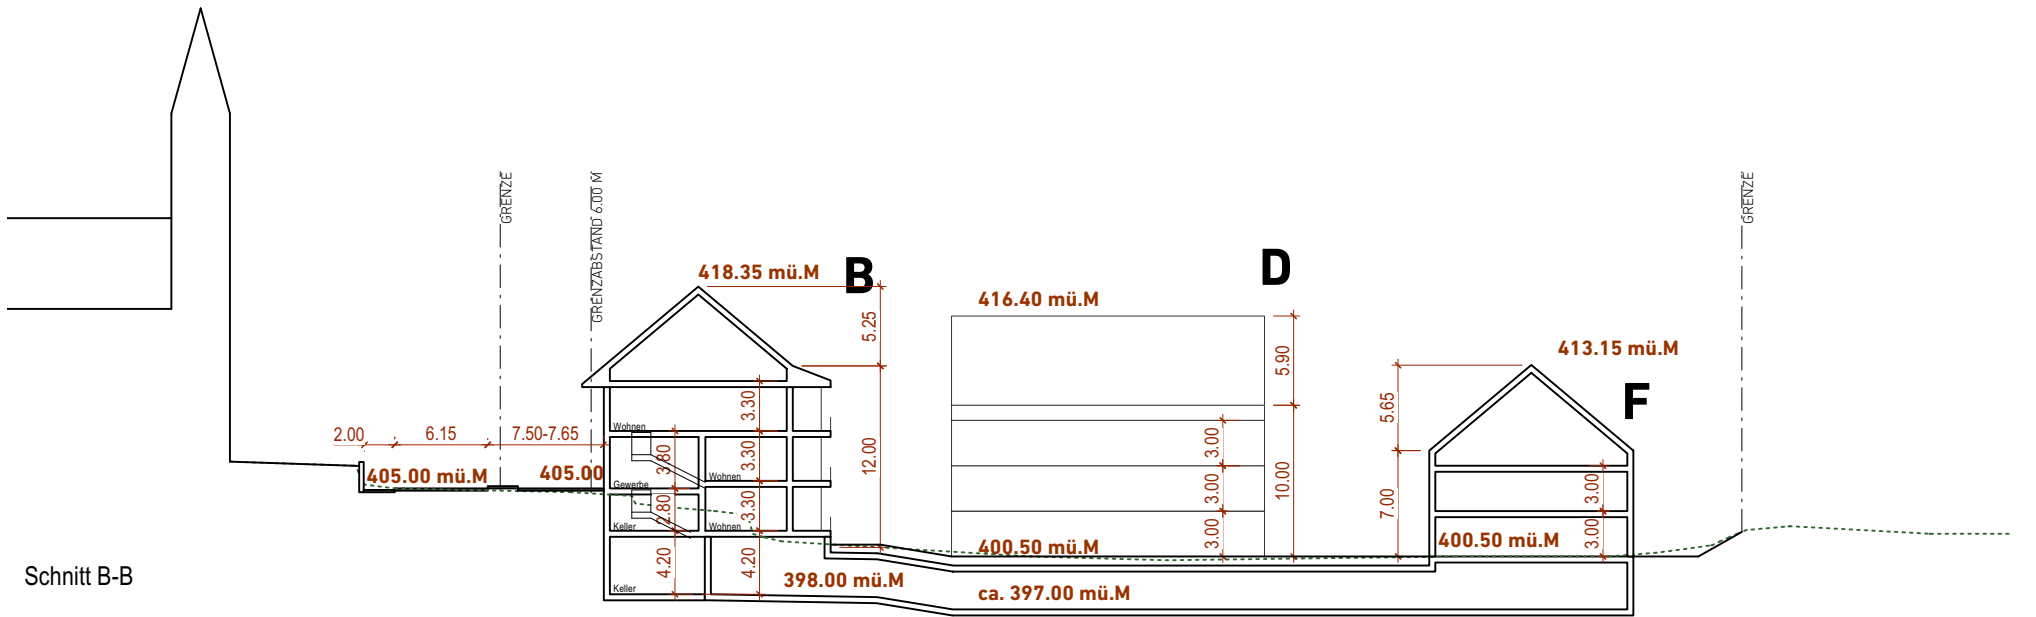 GRENZE
GRENZABSTAND 6.00 M
GRENZE
418.35 mü.M
B
D
416.40 mü.M
5.25
5.90
413.15 mü.M
F
5.65
3.30
Wohnen
2.00
6.15
7.50-7.65
12.00
3.00
3.80
3.30
405.00 mü.M
405.00
Wohnen
Gewerbe
10.00
3.00
3.00
7.00
2.80
3.30
Keller
Wohnen
3.00
3.00
400.50 mü.M
400.50 mü.M
4.20
4.20
398.00 mü.M
Keller
ca. 397.00 mü.M
Schnitt B-B